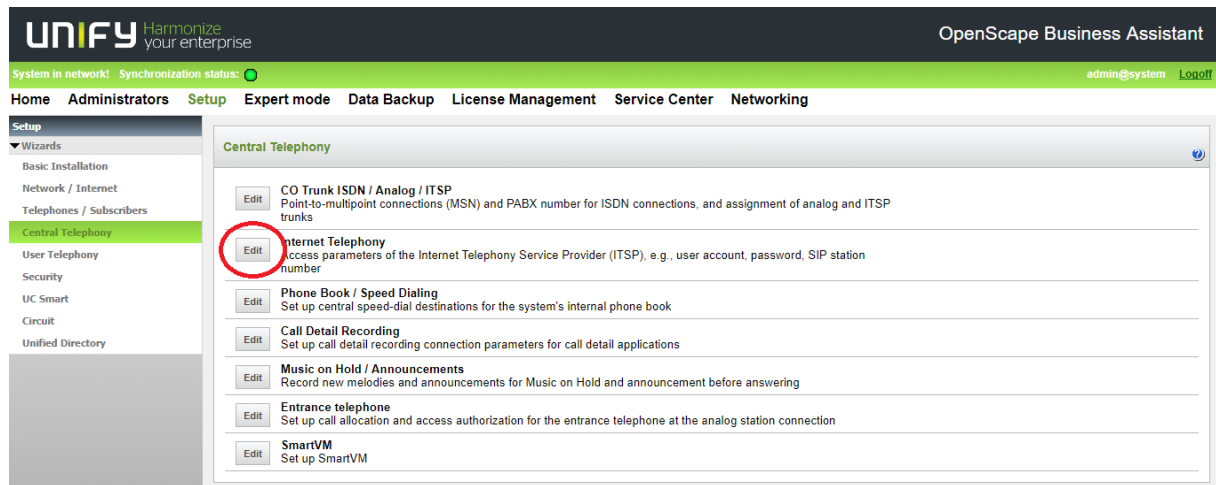 UNIFY Harmonize
your enterprise
OpenScape Business Assistant
System in network! Synchronization status:
admin@system Logoff
Home Administrators Setup Expert mode Data Backup License Management Service Center Networking
Setup
Wizards
Basic Installation
Network / Internet
Telephones / Subscribers
Central Telephony
User Telephony
Security
UC Smart
Circuit
Unified Directory
Central Telephony
?
Edit
CO Trunk ISDN / Analog / ITSP
Point-to-multipoint connections (MSN) and PABX number for ISDN connections, and assignment of analog and ITSP
trunks
Edit
Internet Telephony
Access parameters of the Internet Telephony Service Provider (ITSP), e.g., user account, password, SIP station
number
Edit
Phone Book / Speed Dialing
Set up central speed-dial destinations for the system's internal phone book
Edit
Call Detail Recording
Set up call detail recording connection parameters for call detail applications
Edit
Music on Hold / Announcements
Record new melodies and announcements for Music on Hold and announcement before answering
Edit
Entrance telephone
Set up call allocation and access authorization for the entrance telephone at the analog station connection
Edit
SmartVM
Set up SmartVM